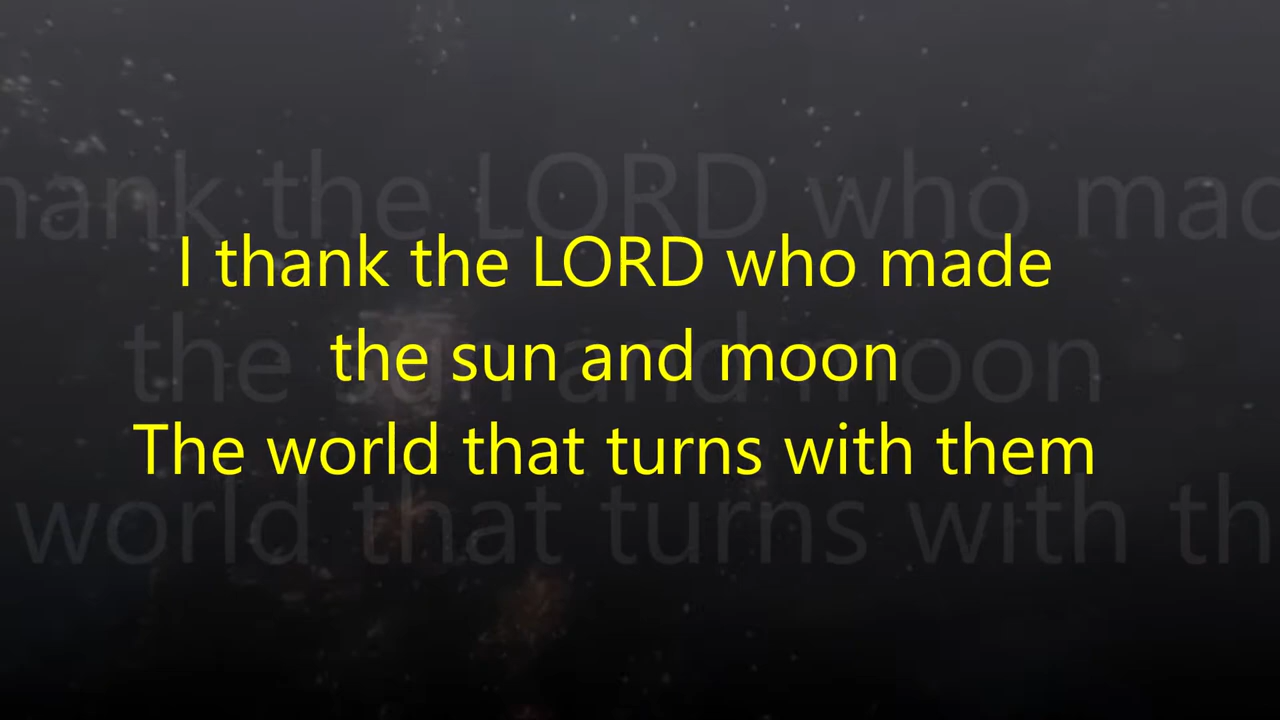 I thank the LORD who made
the sun and moon
The world that turns with them